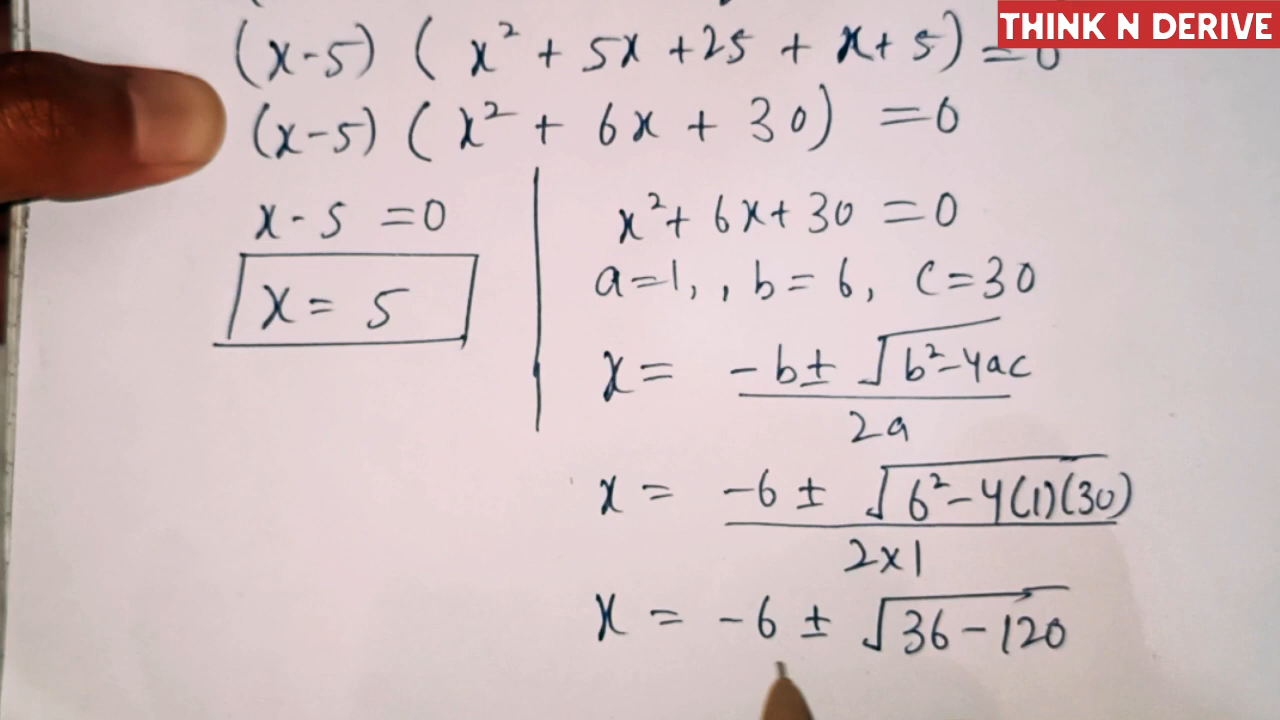 THINK N DERIVE
(x-5) ( x² + 5x +25 + x+ 5) = 0
(x-5) ( x² + 6x + 30) = 0
x - 5 = 0
x = 5
x² + 6x + 30 = 0
a=1, , b = 6, c = 30
x = -b ± √b²-4ac
2a
x = -6 ± √6²-4(1)(30)
2x1
x = -6 ± √36-120